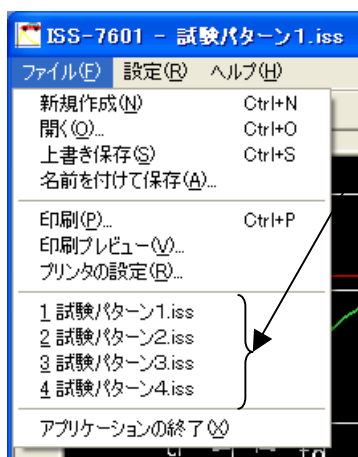 ISS-7601 - 試験パターン1.iss
ファイル(F) 設定(R) ヘルプ(H)
新規作成(N) Ctrl+N
開く(O)... Ctrl+O
上書き保存(S) Ctrl+S
名前を付けて保存(A)...
印刷(P)... Ctrl+P
印刷プレビュー(V)...
プリンタの設定(R)...
1 試験パターン1.iss
2 試験パターン2.iss
3 試験パターン3.iss
4 試験パターン4.iss
アプリケーションの終了(X)